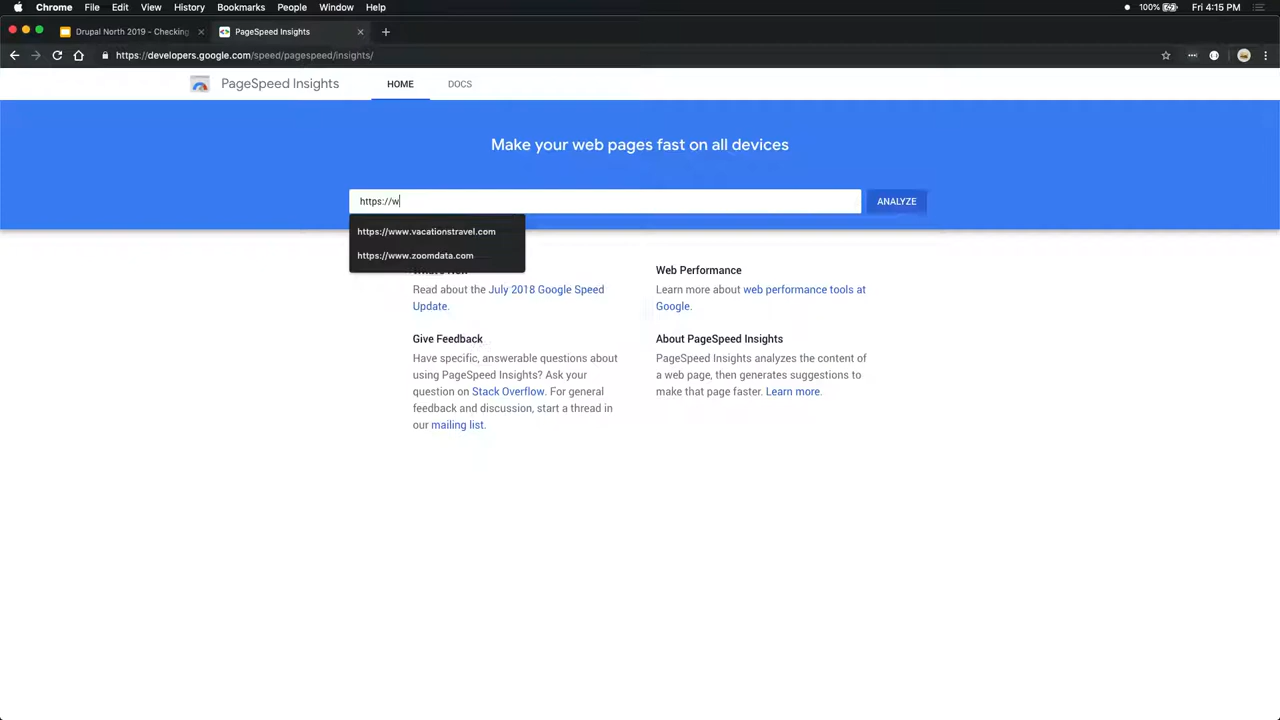 Chrome File Edit View History Bookmarks People Window Help 100% Fri 4:15 PM
Drupal North 2019 - Checking PageSpeed Insights
https://developers.google.com/speed/pagespeed/insights/
PageSpeed Insights HOME DOCS
Make your web pages fast on all devices
https://w ANALYZE
https://www.vacationstravel.com
https://www.zoomdata.com
What's New
Read about the July 2018 Google Speed
Update.
Web Performance
Learn more about web performance tools at
Google.
Give Feedback
Have specific, answerable questions about
using PageSpeed Insights? Ask your
question on Stack Overflow. For general
feedback and discussion, start a thread in
our mailing list.
About PageSpeed Insights
PageSpeed Insights analyzes the content of
a web page, then generates suggestions to
make that page faster. Learn more.